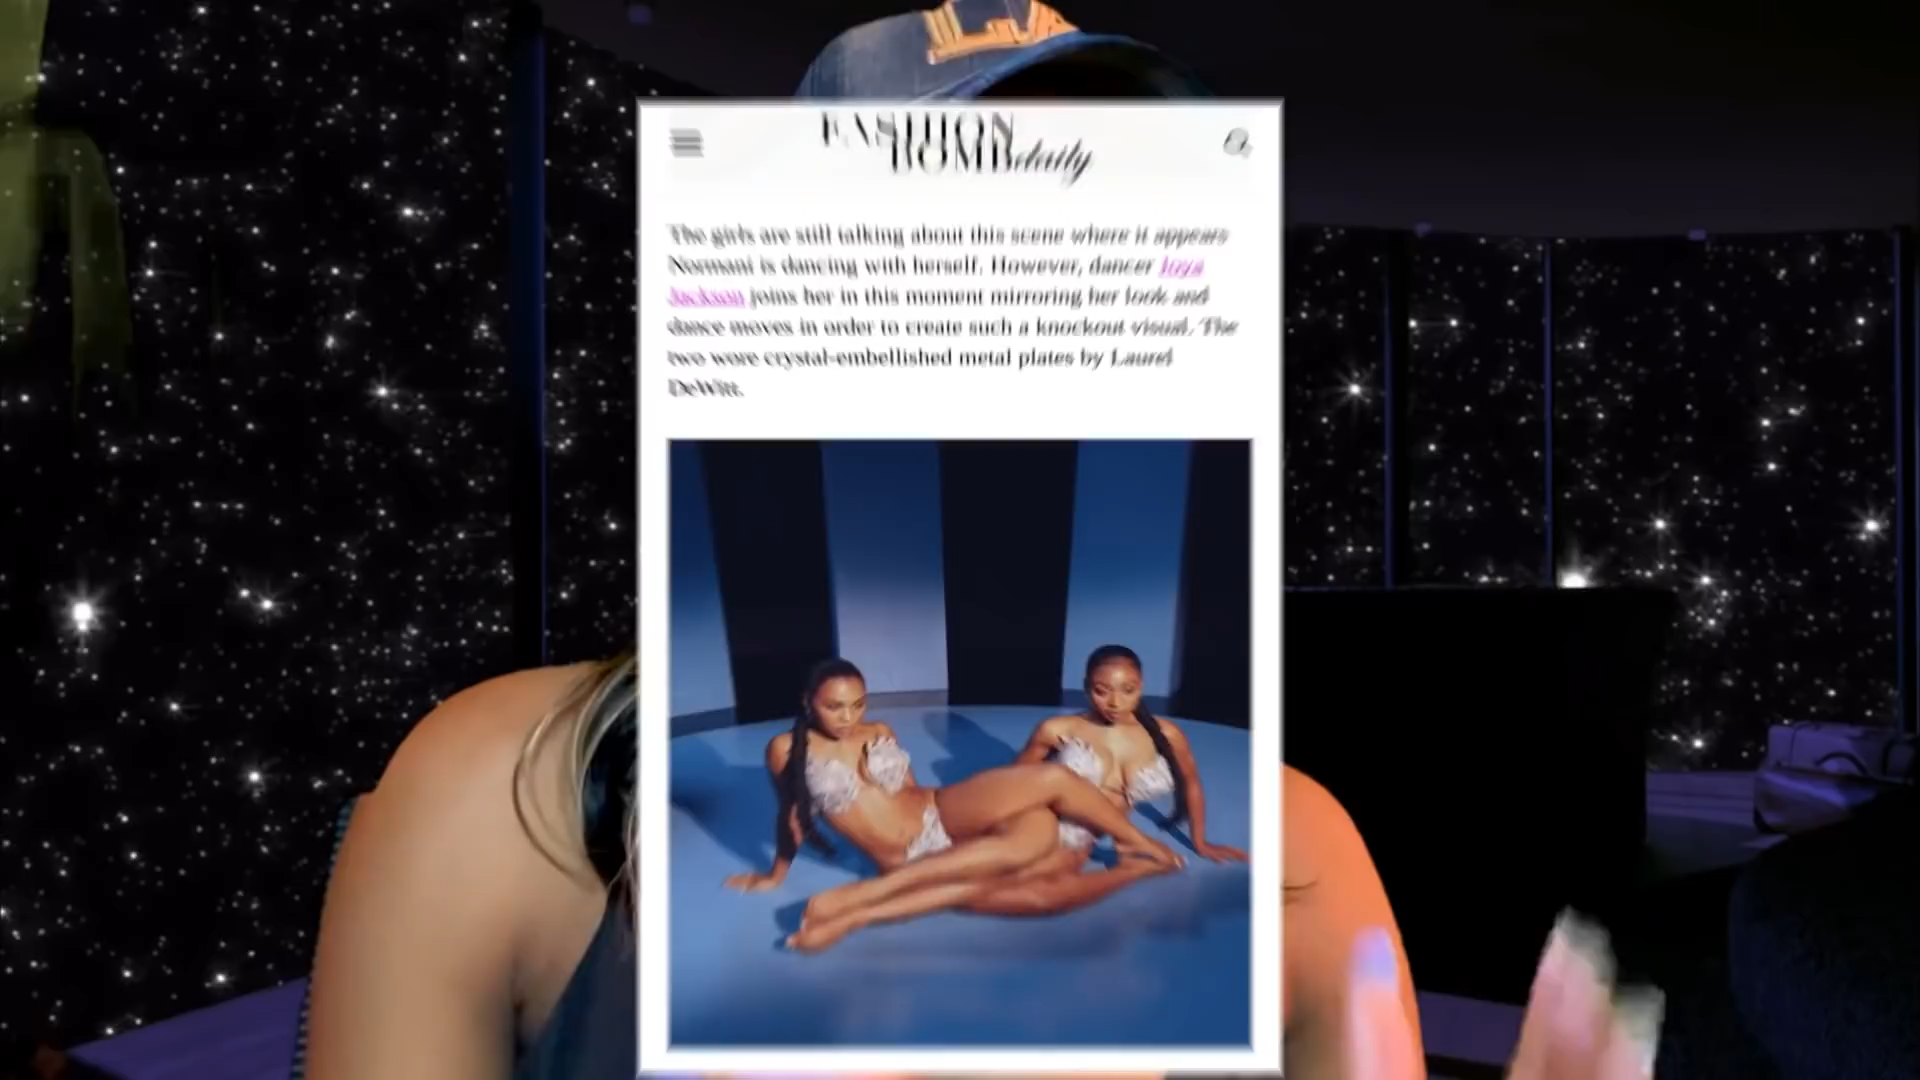 FASHION
BOMB daily
The girls are still talking about this scene where it appears
Normani is dancing with herself. However, dancer Joya
Jackson joins her in this moment mirroring her look and
dance moves in order to create such a knockout visual. The
two wore crystal-embellished metal plates by Laurel
DeWitt.